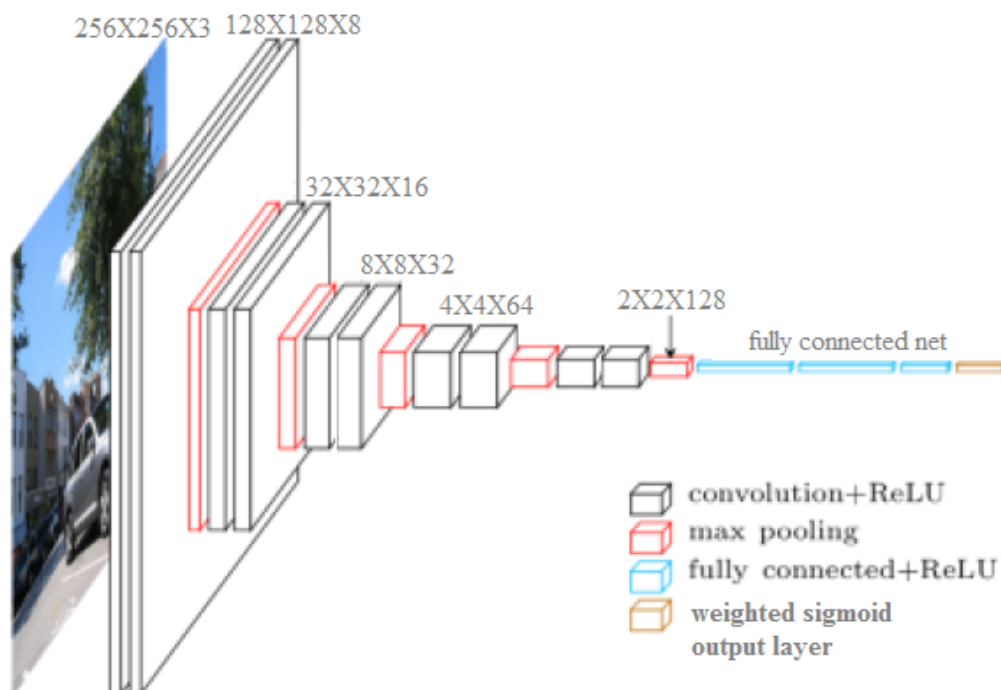 256X256X3
128X128X8
32X32X16
8X8X32
4X4X64
2X2X128
fully connected net
convolution+ReLU
max pooling
fully connected+ReLU
weighted sigmoid
output layer